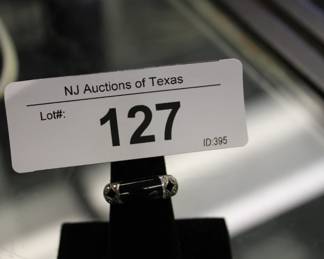 NJ Auctions of Texas
Lot#:
127
ID:395